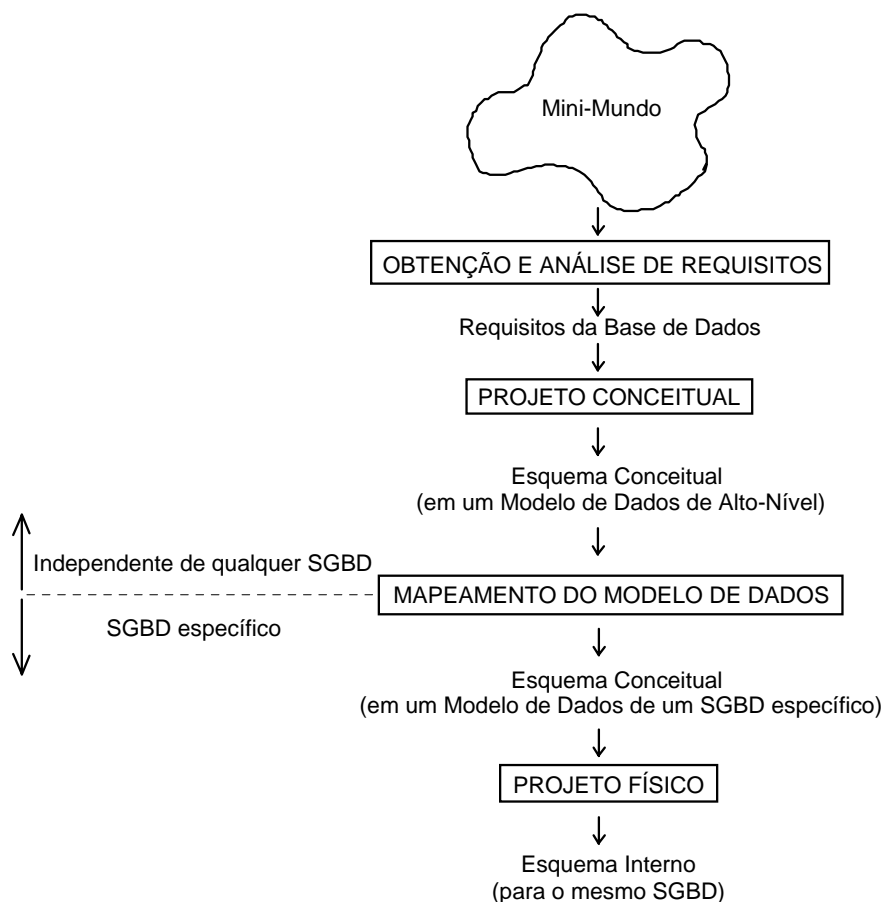 Mini-Mundo
OBTENÇÃO E ANÁLISE DE REQUISITOS
Requisitos da Base de Dados
PROJETO CONCEITUAL
Esquema Conceitual
(em um Modelo de Dados de Alto-Nível)
Independente de qualquer SGBD
MAPEAMENTO DO MODELO DE DADOS
SGBD específico
Esquema Conceitual
(em um Modelo de Dados de um SGBD específico)
PROJETO FÍSICO
Esquema Interno
(para o mesmo SGBD)